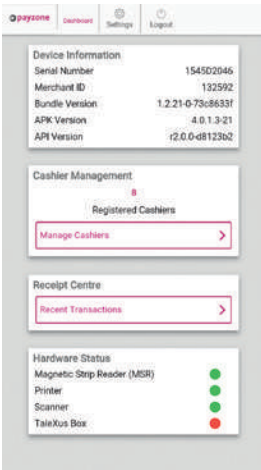 payzone Dashboard Settings Logout
Device Information
Serial Number 1545D2046
Merchant ID 132592
Bundle Version 1.2.21-0-73c8633f
APK Version 4.0.1.3-21
API Version r2.0.0-d8123b2
Cashier Management
8
Registered Cashiers
Manage Cashiers
Receipt Centre
Recent Transactions
Hardware Status
Magnetic Strip Reader (MSR)
Printer
Scanner
TaleXus Box